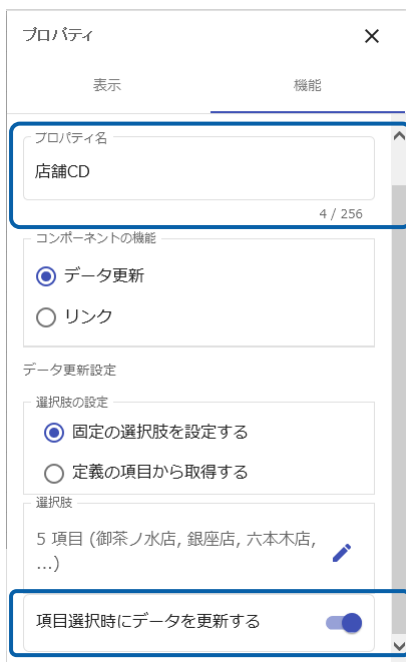 プロパティ
表示
機能
プロパティ名
店舗CD
4 / 256
コンポーネントの機能
データ更新
リンク
データ更新設定
選択肢の設定
固定の選択肢を設定する
定義の項目から取得する
選択肢
5 項目 (御茶ノ水店, 銀座店, 六本木店,
...)
項目選択時にデータを更新する